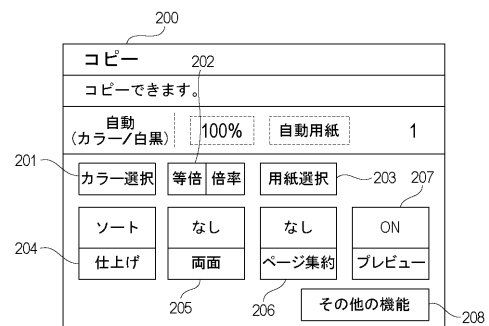 200
コピー
202
コピーできます。
自動
(カラー/白黒)
100%
自動用紙
1
201
カラー選択
等倍
倍率
用紙選択
203
207
ソート
なし
なし
ON
204
仕上げ
両面
ページ集約
プレビュー
205
206
その他の機能
208